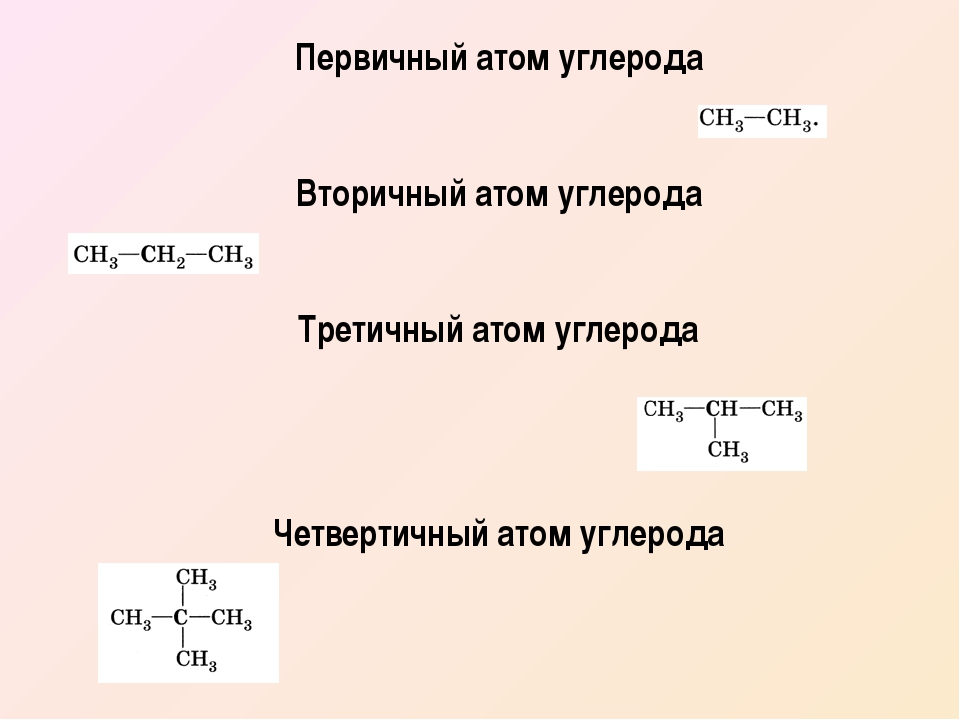 Первичный атом углерода
CH₃—CH₃.
Вторичный атом углерода
CH₃—CH₂—CH₃
Третичный атом углерода
CH₃—CH—CH₃
|
CH₃
Четвертичный атом углерода
CH₃
|
CH₃—C—CH₃
|
CH₃